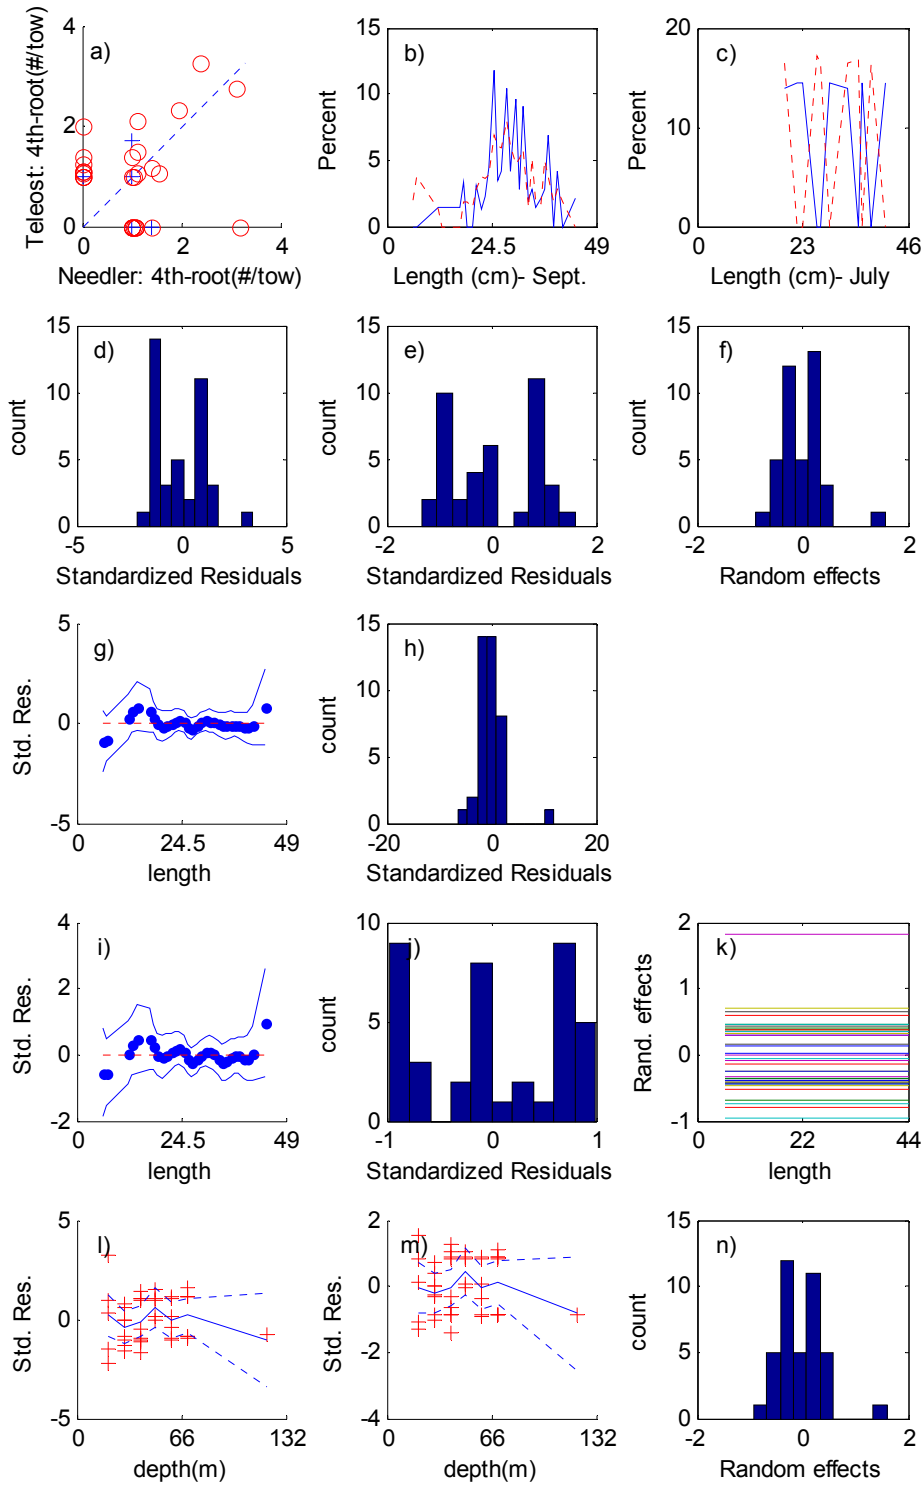 a)
Teleost: 4th-root(#/tow)
4
2
0
0 2 4
Needler: 4th-root(#/tow)
b)
Percent
15
10
5
0
0 24.5 49
Length (cm)- Sept.
c)
Percent
20
15
10
5
0
0 23 46
Length (cm)- July
d)
count
15
10
5
0
-5 0 5
Standardized Residuals
e)
count
15
10
5
0
-2 0 2
Standardized Residuals
f)
count
15
10
5
0
-2 0 2
Random effects
g)
Std. Res.
5
0
-5
0 24.5 49
length
h)
count
15
10
5
0
-20 0 20
Standardized Residuals
i)
Std. Res.
4
2
0
-2
0 24.5 49
length
j)
count
10
5
0
-1 0 1
Standardized Residuals
k)
Rand. effects
2
1
0
-1
0 22 44
length
l)
Std. Res.
5
0
-5
0 66 132
depth(m)
m)
Std. Res.
2
0
-2
-4
0 66 132
depth(m)
n)
count
15
10
5
0
-2 0 2
Random effects